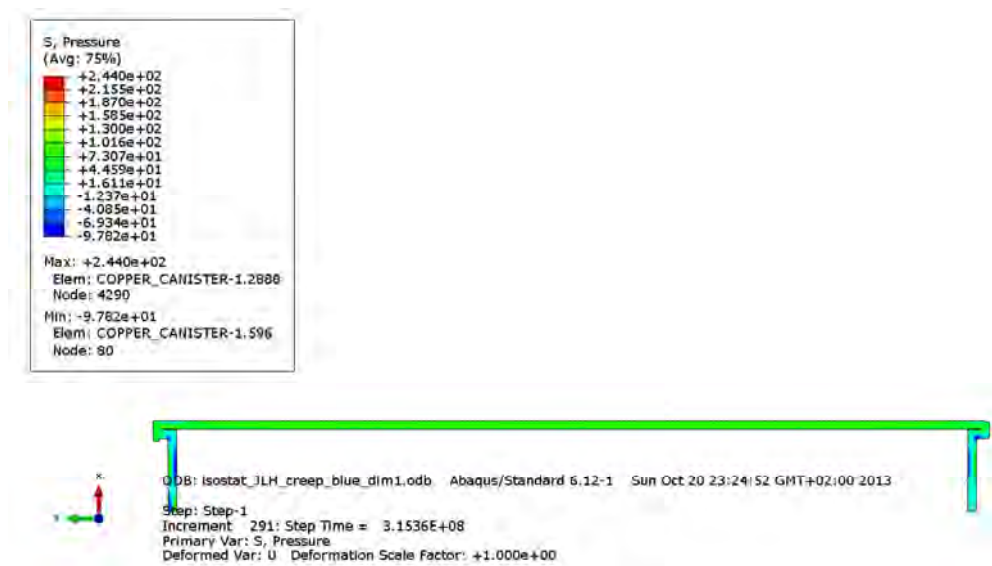 S, Pressure
(Avg: 75%)
+2.440e+02
+2.155e+02
+1.870e+02
+1.585e+02
+1.300e+02
+1.016e+02
+7.307e+01
+4.459e+01
+1.611e+01
-1.237e+01
-4.085e+01
-6.934e+01
-9.782e+01
Max: +2.440e+02
Elem: COPPER_CANISTER-1.2888
Node: 4290
Min: -9.782e+01
Elem: COPPER_CANISTER-1.596
Node: 80
ODB: isostat_JLH_creep_blue_dim1.odb Abaqus/Standard 6.12-1 Sun Oct 20 23:24:52 GMT+02:00 2013
Step: Step-1
Increment 291: Step Time = 3.1536E+08
Primary Var: S, Pressure
Deformed Var: U Deformation Scale Factor: +1.000e+00